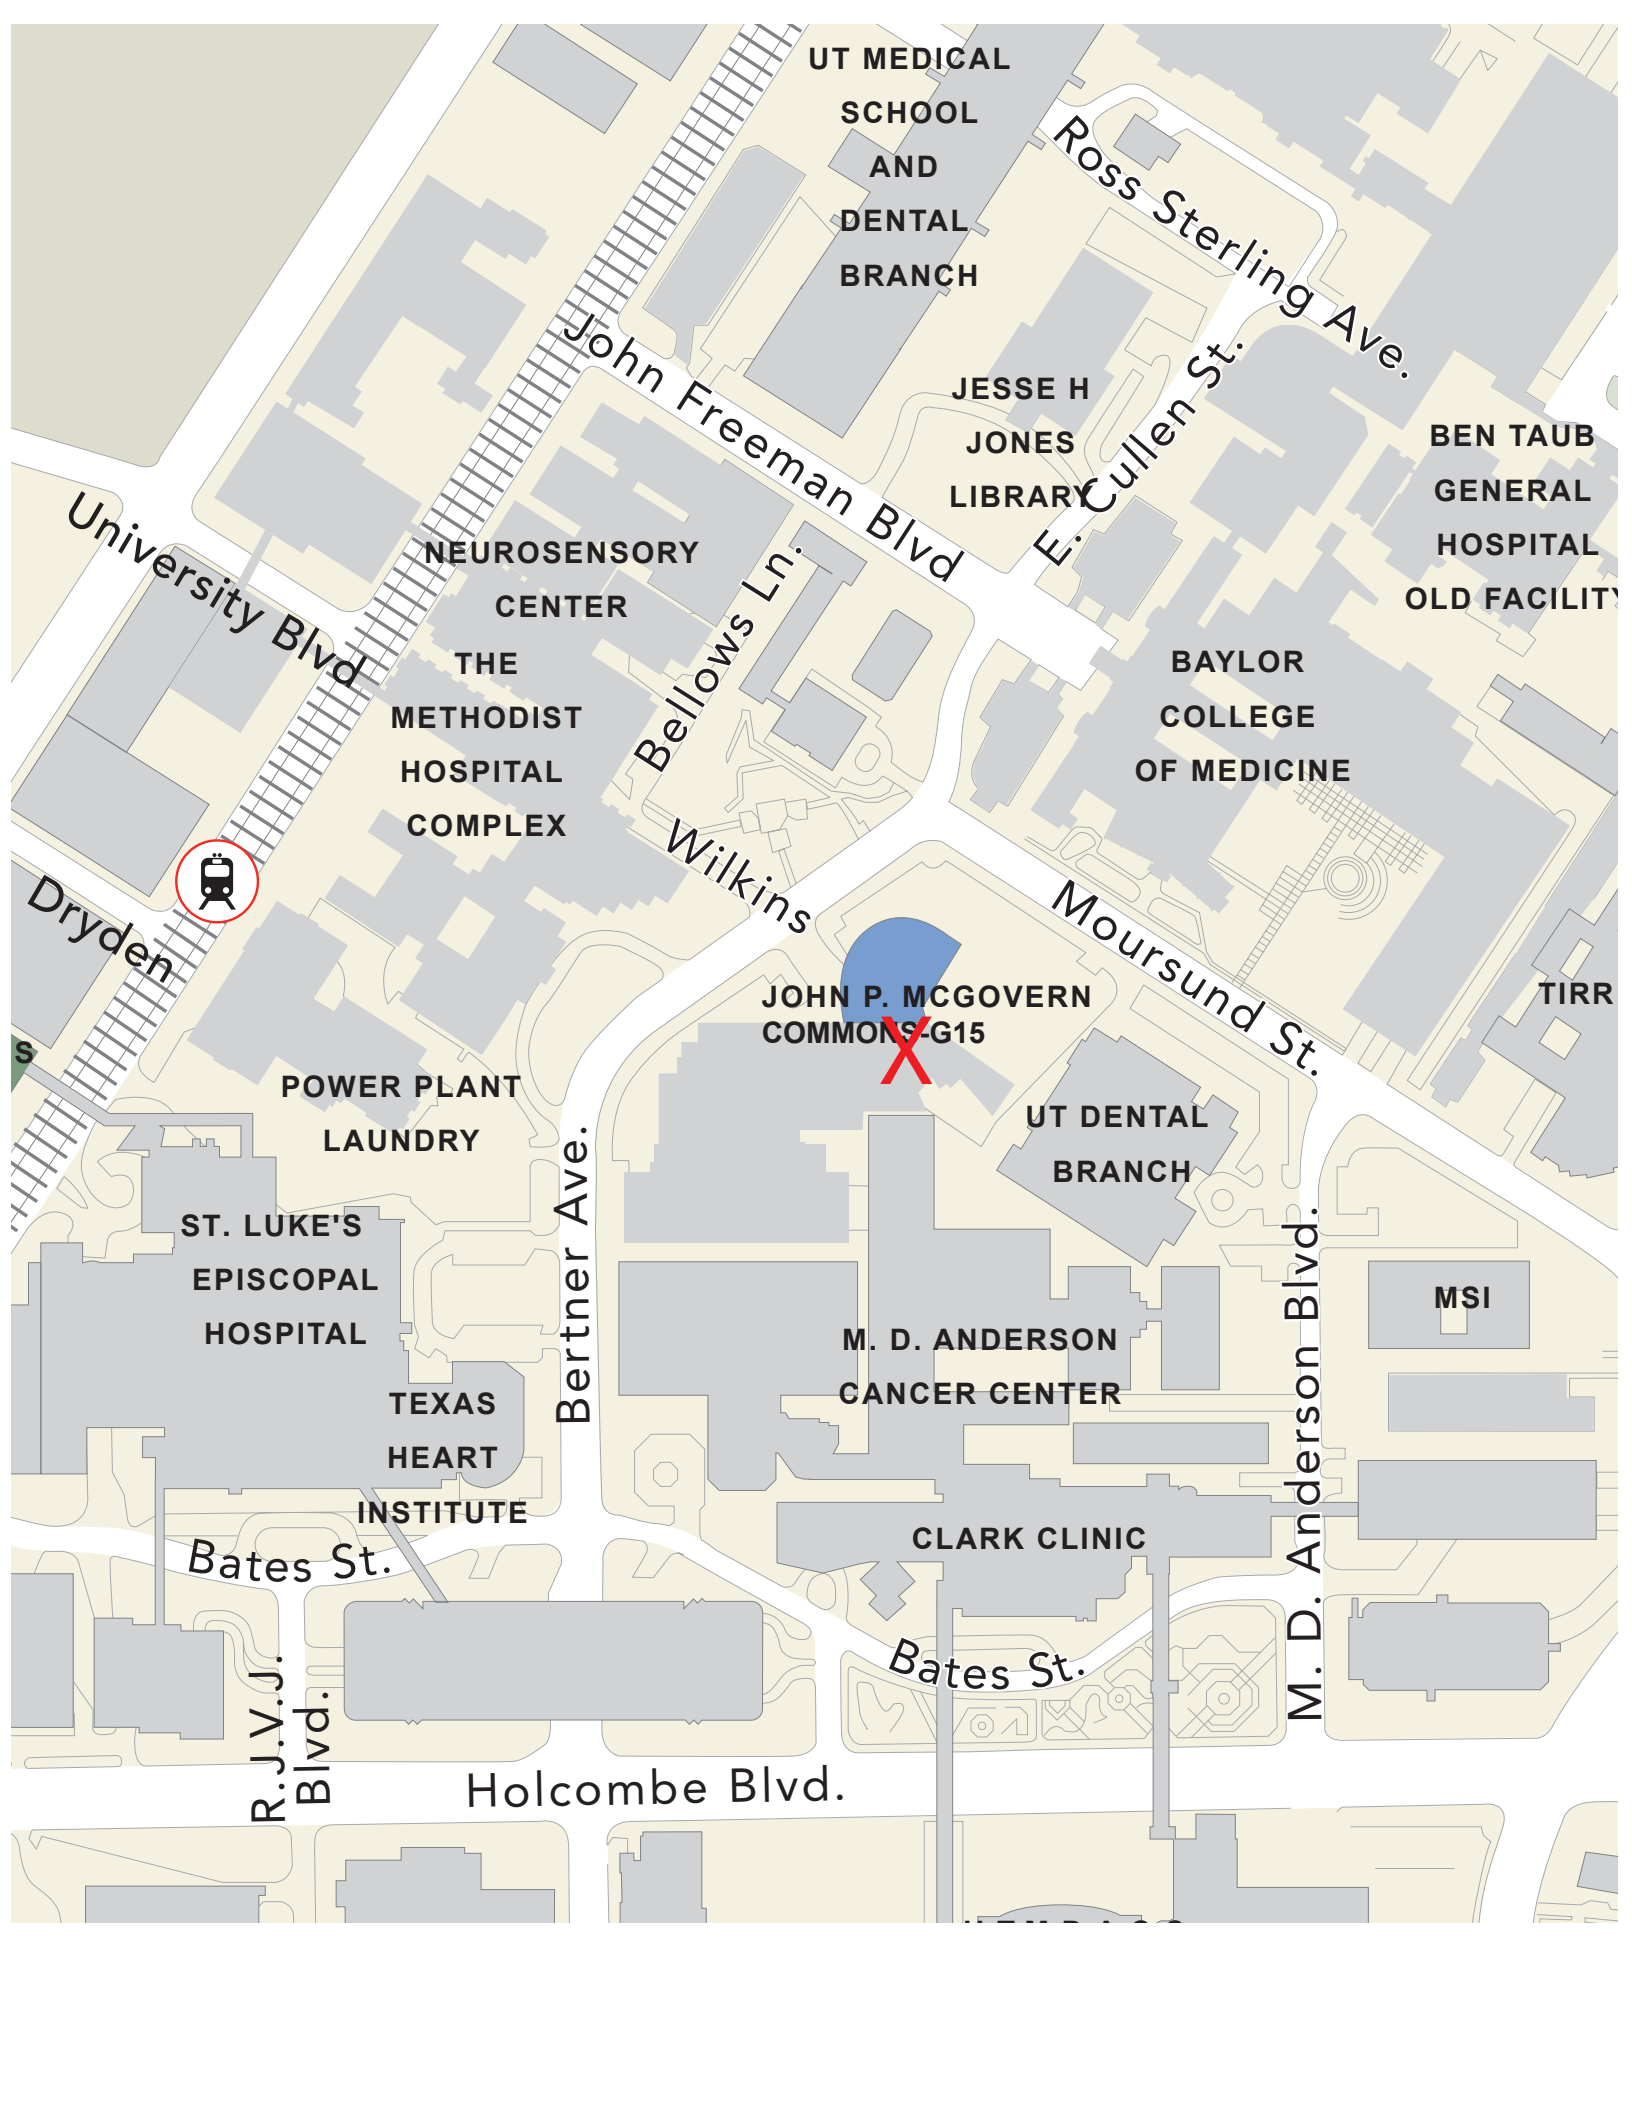 UT MEDICAL
SCHOOL
AND
DENTAL
BRANCH
Ross Sterling Ave.
John Freeman Blvd
E. Cullen St.
JESSE H
JONES
LIBRARY
BEN TAUB
GENERAL
HOSPITAL
OLD FACILITY
University Blvd
NEUROSENSORY
CENTER
Bellows Ln.
THE
METHODIST
HOSPITAL
COMPLEX
BAYLOR
COLLEGE
OF MEDICINE
Wilkins
Dryden
Moursund St.
TIRR
JOHN P. MCGOVERN
COMMONS-G15
X
S
POWER PLANT
LAUNDRY
UT DENTAL
BRANCH
Bertner Ave.
ST. LUKE'S
EPISCOPAL
HOSPITAL
M. D. Anderson Blvd.
MSI
M. D. ANDERSON
CANCER CENTER
TEXAS
HEART
INSTITUTE
CLARK CLINIC
Bates St.
Bates St.
R.J.V.J.
Blvd.
Holcombe Blvd.